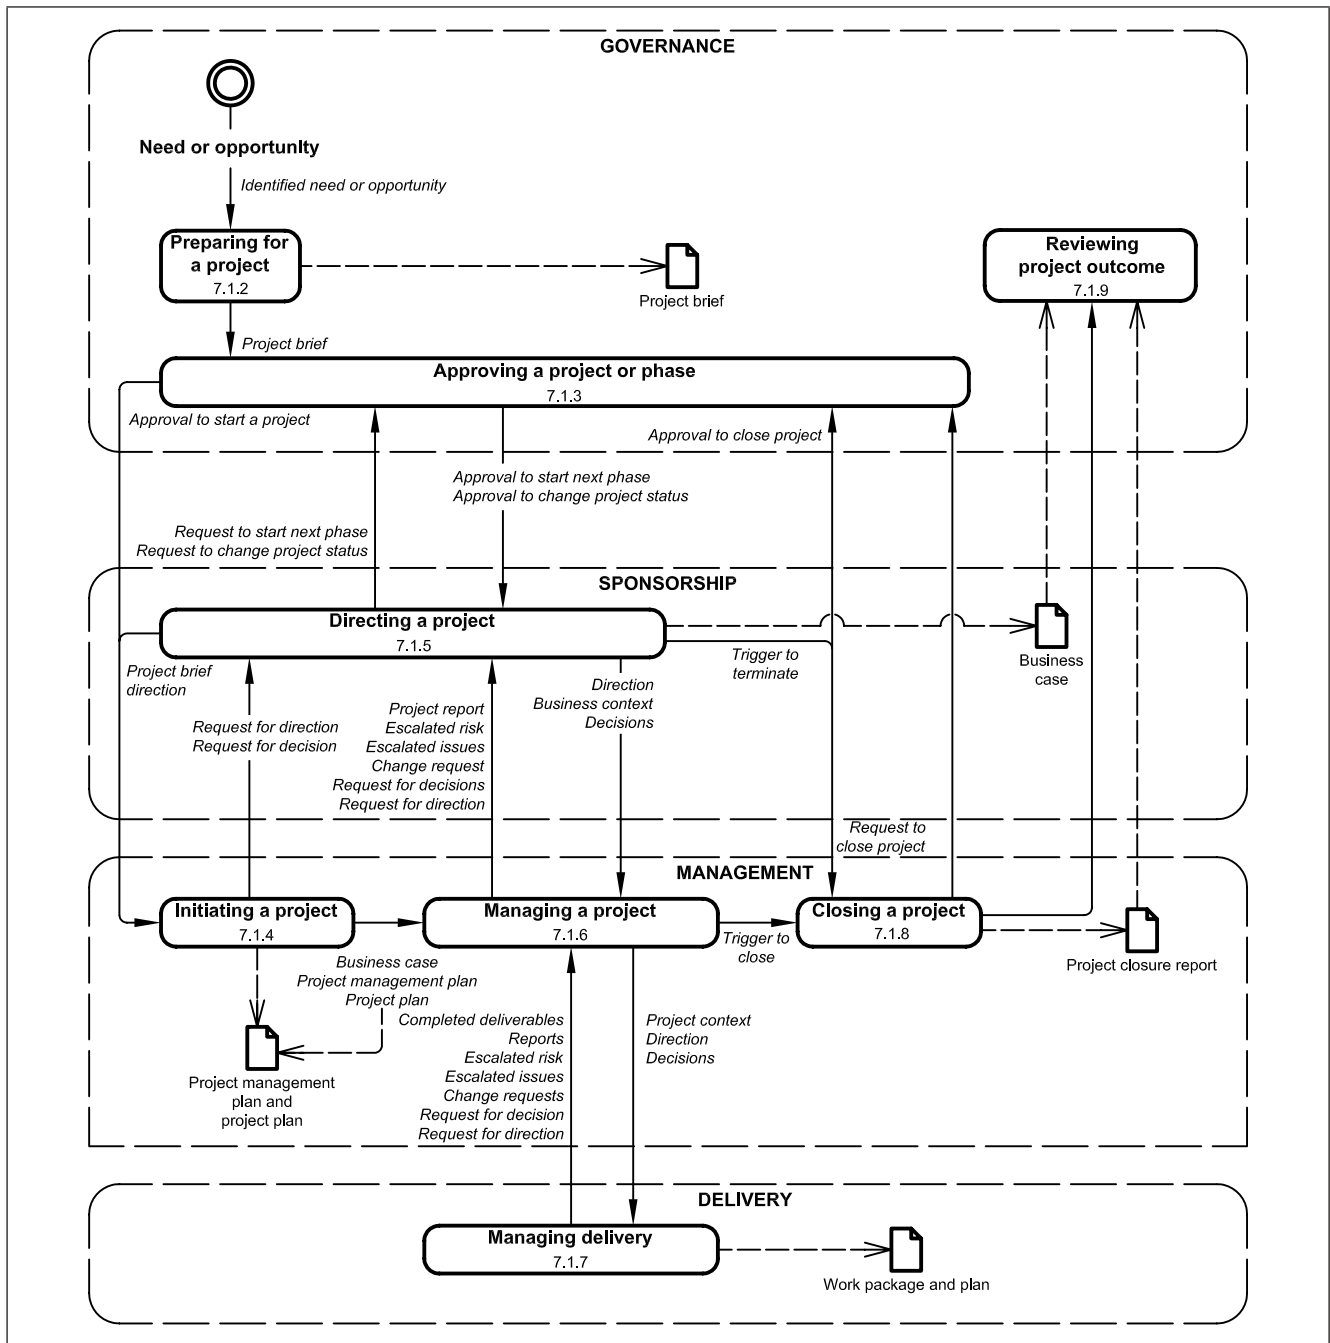 GOVERNANCE
Need or opportunity
Identified need or opportunity
Preparing for
a project
7.1.2
Project brief
Reviewing
project outcome
7.1.9
Project brief
Approving a project or phase
7.1.3
Approval to start a project
Approval to close project
Approval to start next phase
Approval to change project status
Request to start next phase
Request to change project status
SPONSORSHIP
Directing a project
7.1.5
Project brief
direction
Trigger to
terminate
Business
case
Request for direction
Request for decision
Project report
Escalated risk
Escalated issues
Change request
Request for decisions
Request for direction
Direction
Business context
Decisions
Request to
close project
MANAGEMENT
Initiating a project
7.1.4
Managing a project
7.1.6
Closing a project
7.1.8
Trigger to
close
Project closure report
Business case
Project management plan
Project plan
Project management
plan and
project plan
Completed deliverables
Reports
Escalated risk
Escalated issues
Change requests
Request for decision
Request for direction
Project context
Direction
Decisions
DELIVERY
Managing delivery
7.1.7
Work package and plan